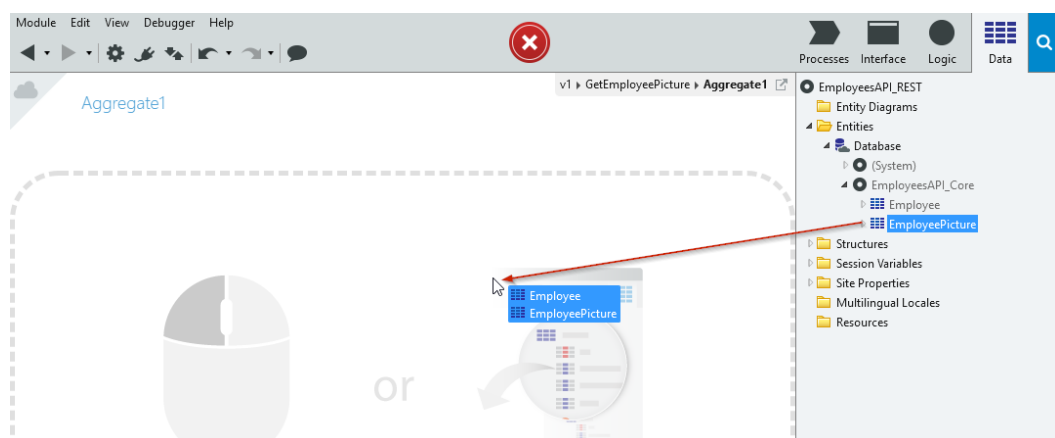 Module Edit View Debugger Help
Processes Interface Logic Data
v1 ▸ GetEmployeePicture ▸ Aggregate1
Aggregate1
EmployeesAPI_REST
Entity Diagrams
Entities
Database
(System)
EmployeesAPI_Core
Employee
EmployeePicture
Structures
Session Variables
Site Properties
Multilingual Locales
Resources
Employee
EmployeePicture
or